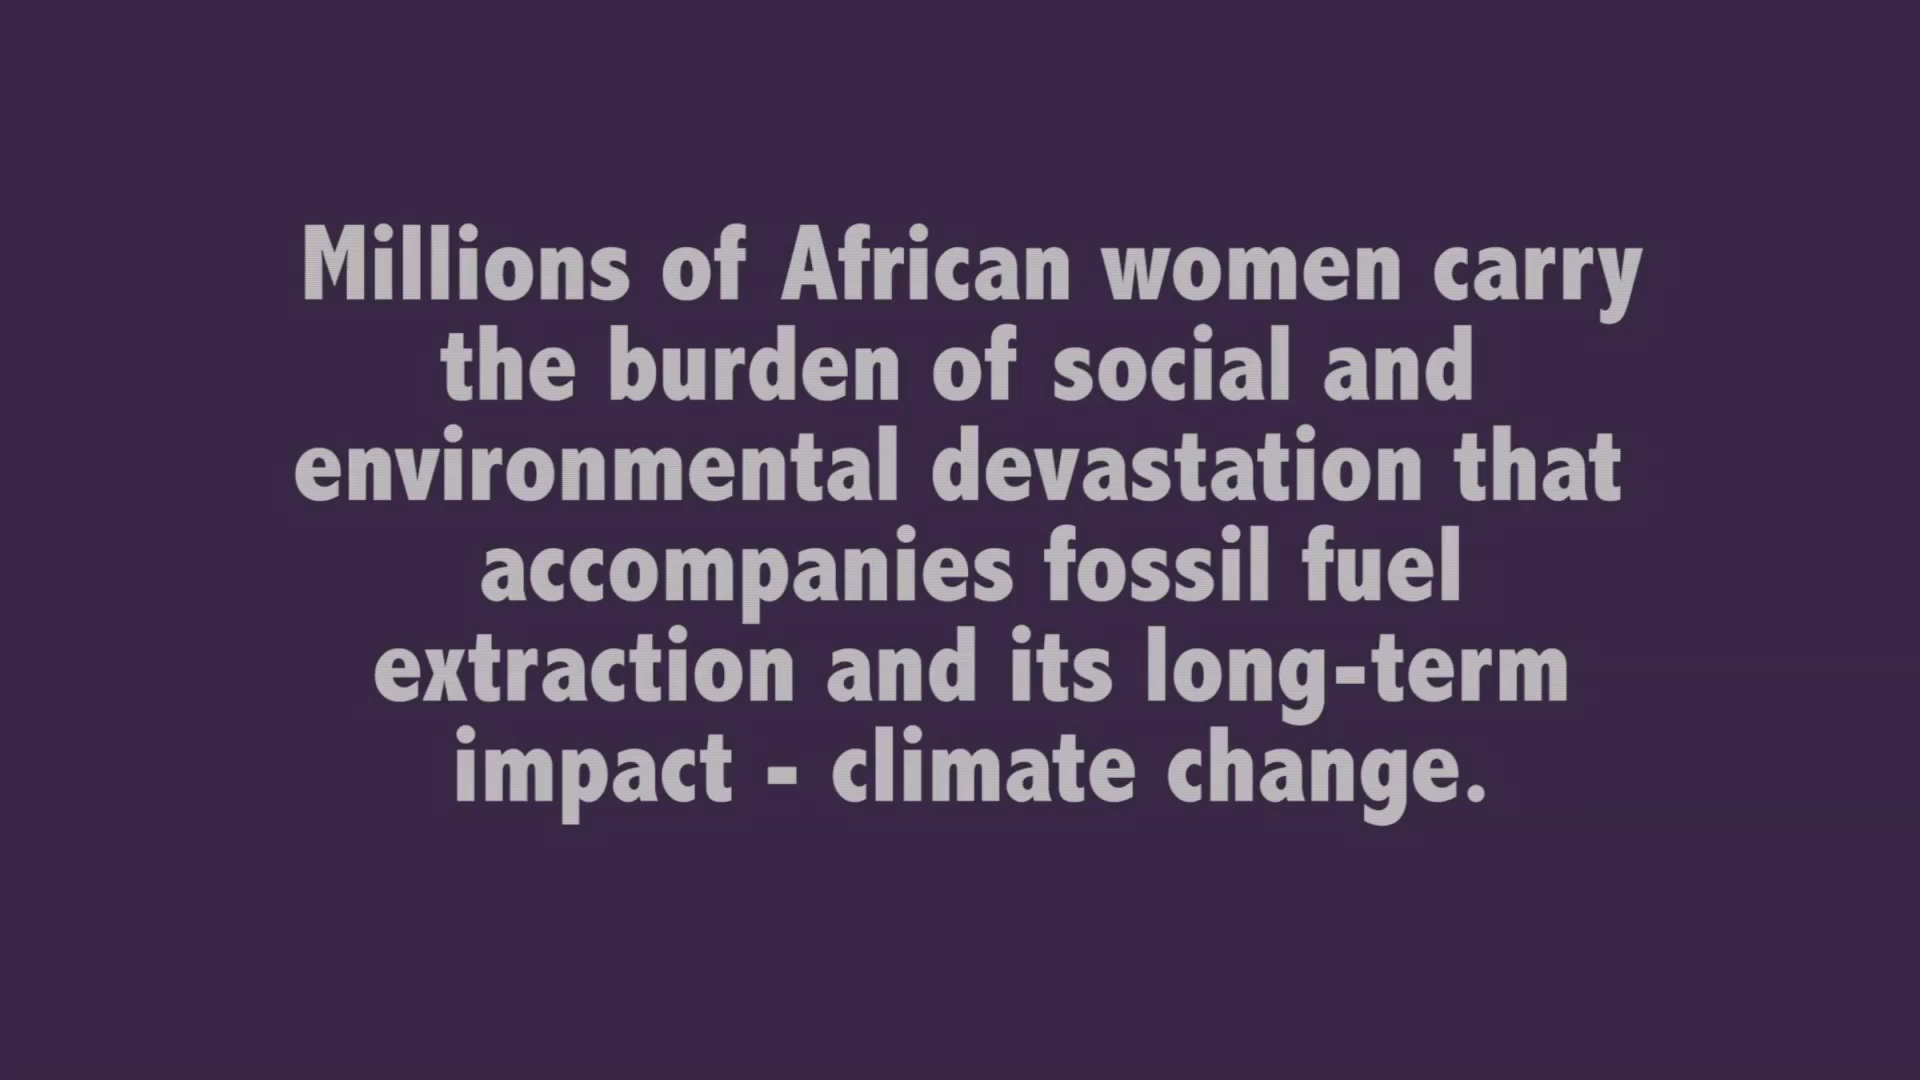 Millions of African women carry
the burden of social and
environmental devastation that
accompanies fossil fuel
extraction and its long-term
impact - climate change.